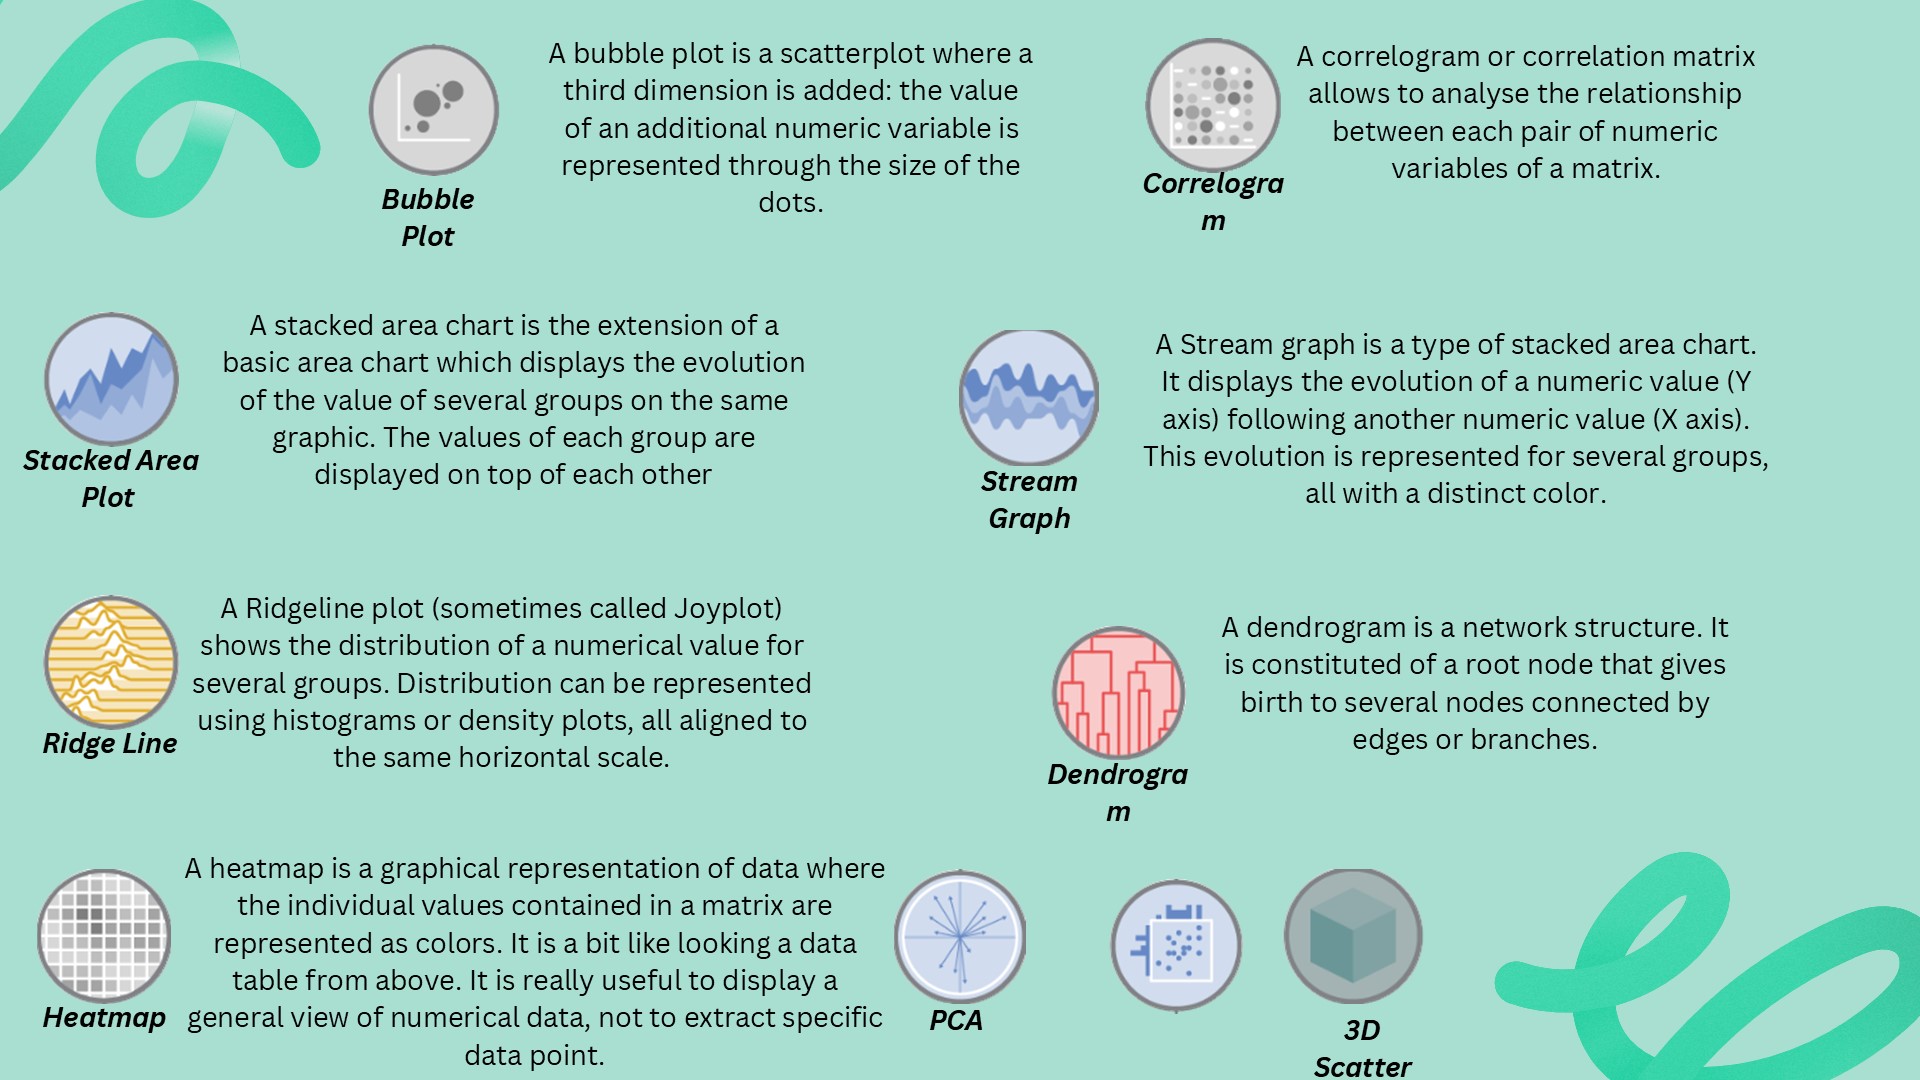 A bubble plot is a scatterplot where a
third dimension is added: the value
of an additional numeric variable is
represented through the size of the
dots.
Bubble
Plot
A correlogram or correlation matrix
allows to analyse the relationship
between each pair of numeric
variables of a matrix.
Correlogra
m
A stacked area chart is the extension of a
basic area chart which displays the evolution
of the value of several groups on the same
graphic. The values of each group are
displayed on top of each other
Stacked Area
Plot
A Stream graph is a type of stacked area chart.
It displays the evolution of a numeric value (Y
axis) following another numeric value (X axis).
This evolution is represented for several groups,
all with a distinct color.
Stream
Graph
A Ridgeline plot (sometimes called Joyplot)
shows the distribution of a numerical value for
several groups. Distribution can be represented
using histograms or density plots, all aligned to
the same horizontal scale.
Ridge Line
A dendrogram is a network structure. It
is constituted of a root node that gives
birth to several nodes connected by
edges or branches.
Dendrogra
m
A heatmap is a graphical representation of data where
the individual values contained in a matrix are
represented as colors. It is a bit like looking a data
table from above. It is really useful to display a
general view of numerical data, not to extract specific
data point.
Heatmap
PCA
3D
Scatter